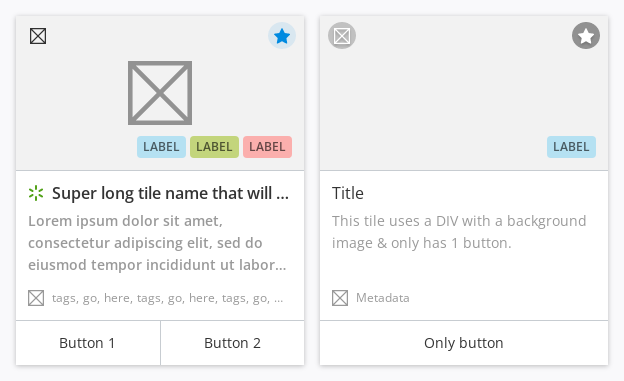 LABEL LABEL LABEL
Super long tile name that will ...
Lorem ipsum dolor sit amet,
consectetur adipiscing elit, sed do
eiusmod tempor incididunt ut labor...
tags, go, here, tags, go, here, tags, go, ...
Button 1 Button 2
LABEL
Title
This tile uses a DIV with a background
image & only has 1 button.
Metadata
Only button